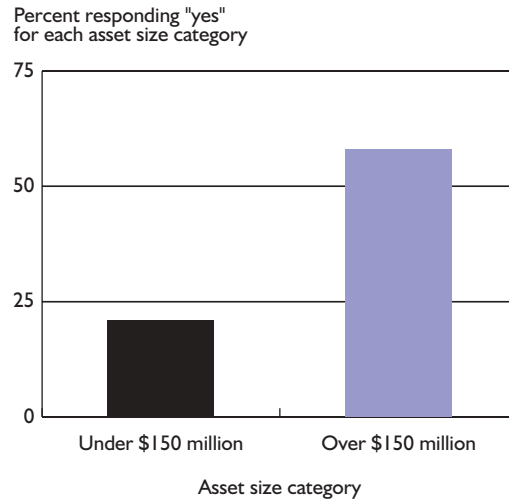 Percent responding "yes"
for each asset size category
75
50
25
0
Under $150 million Over $150 million
Asset size category